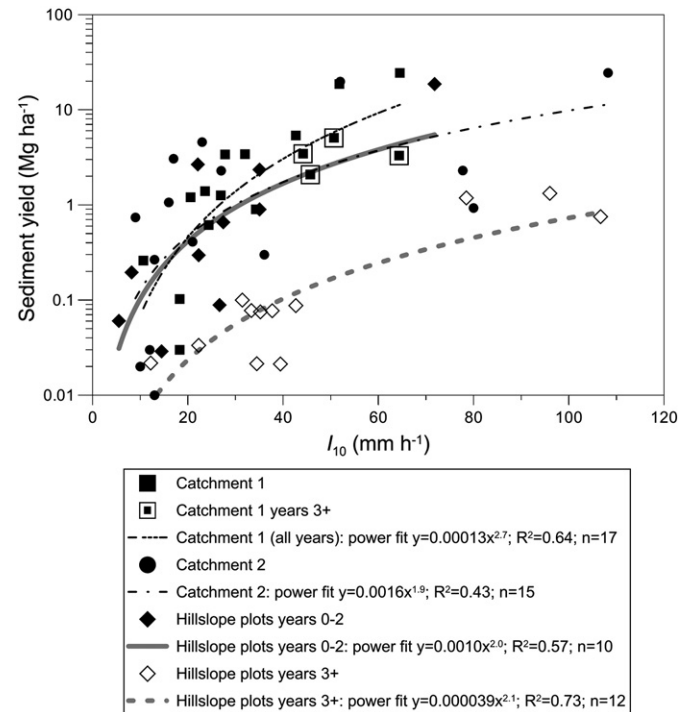 100
10
1
0.1
0.01
Sediment yield (Mg ha⁻¹)
0 20 40 60 80 100 120
I₁₀ (mm h⁻¹)
Catchment 1
Catchment 1 years 3+
Catchment 1 (all years): power fit y=0.00013x²·⁷; R²=0.64; n=17
Catchment 2
Catchment 2: power fit y=0.0016x¹·⁹; R²=0.43; n=15
Hillslope plots years 0-2
Hillslope plots years 0-2: power fit y=0.0010x²·⁰; R²=0.57; n=10
Hillslope plots years 3+
Hillslope plots years 3+: power fit y=0.000039x²·¹; R²=0.73; n=12